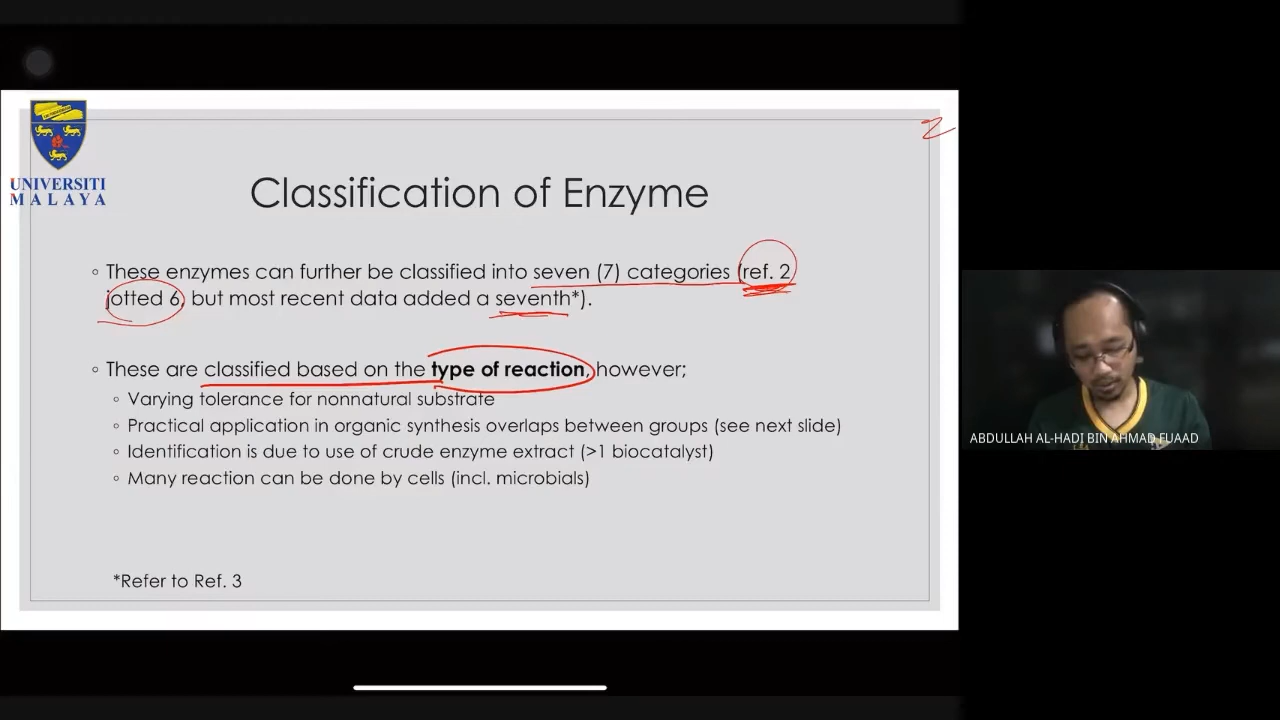 UNIVERSITI
MALAYA
2
Classification of Enzyme
◦ These enzymes can further be classified into seven (7) categories (ref. 2
jotted 6, but most recent data added a seventh*).
◦ These are classified based on the type of reaction, however;
◦ Varying tolerance for nonnatural substrate
◦ Practical application in organic synthesis overlaps between groups (see next slide)
◦ Identification is due to use of crude enzyme extract (>1 biocatalyst)
◦ Many reaction can be done by cells (incl. microbials)
*Refer to Ref. 3
ABDULLAH AL-HADI BIN AHMAD FUAAD